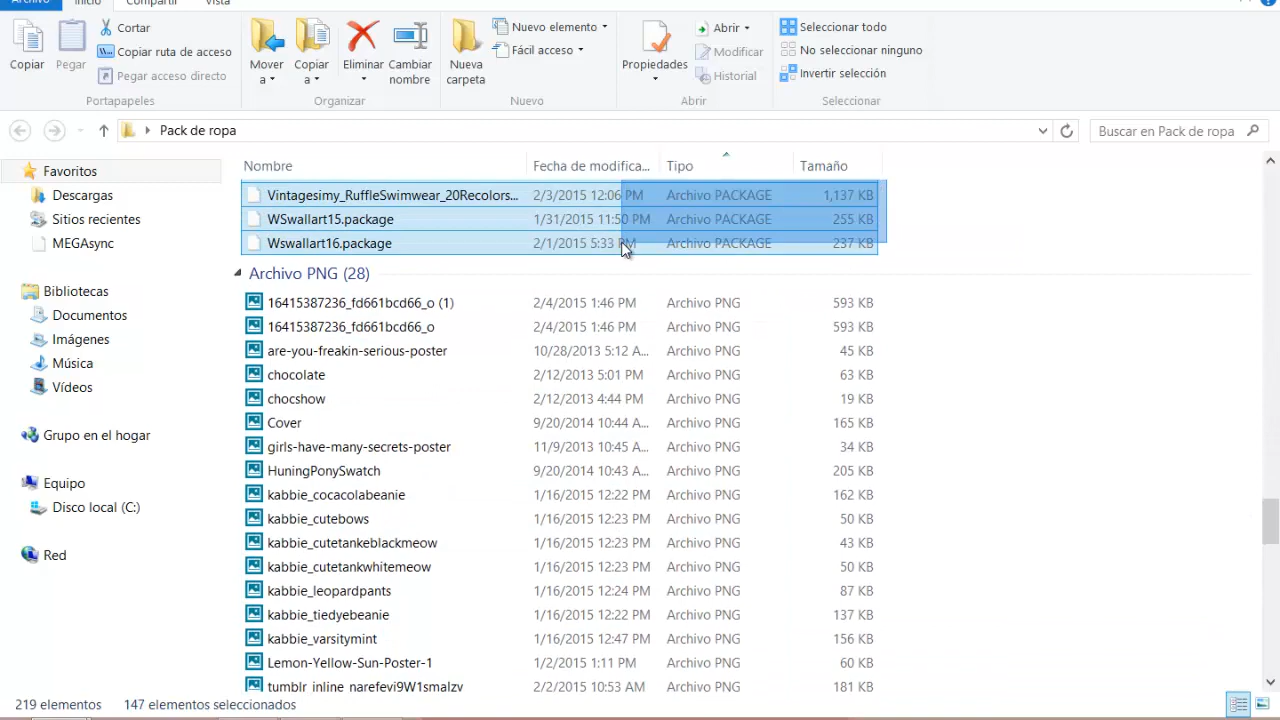 Archivo Inicio Compartir Vista
Copiar
Pegar
Cortar
Copiar ruta de acceso
Pegar acceso directo
Portapapeles
Mover a
Copiar a
Eliminar
Cambiar nombre
Organizar
Nueva carpeta
Nuevo elemento
Fácil acceso
Nuevo
Propiedades
Abrir
Modificar
Historial
Abrir
Seleccionar todo
No seleccionar ninguno
Invertir selección
Seleccionar
Pack de ropa
Buscar en Pack de ropa
Favoritos
Descargas
Sitios recientes
MEGAsync
Bibliotecas
Documentos
Imágenes
Música
Vídeos
Grupo en el hogar
Equipo
Disco local (C:)
Red
Nombre Fecha de modifica... Tipo Tamaño
Vintagesimy_RuffleSwimwear_20Recolors... 2/3/2015 12:06 PM Archivo PACKAGE 1,137 KB
WSwallart15.package 1/31/2015 11:50 PM Archivo PACKAGE 255 KB
Wswallart16.package 2/1/2015 5:33 PM Archivo PACKAGE 237 KB
Archivo PNG (28)
16415387236_fd661bcd66_o (1) 2/4/2015 1:46 PM Archivo PNG 593 KB
16415387236_fd661bcd66_o 2/4/2015 1:46 PM Archivo PNG 593 KB
are-you-freakin-serious-poster 10/28/2013 5:12 A... Archivo PNG 45 KB
chocolate 2/12/2013 5:01 PM Archivo PNG 63 KB
chocshow 2/12/2013 4:44 PM Archivo PNG 19 KB
Cover 9/20/2014 10:44 A... Archivo PNG 165 KB
girls-have-many-secrets-poster 11/9/2013 10:45 A... Archivo PNG 34 KB
HuningPonySwatch 9/20/2014 10:43 A... Archivo PNG 205 KB
kabbie_cocacolabeanie 1/16/2015 12:22 PM Archivo PNG 162 KB
kabbie_cutebows 1/16/2015 12:23 PM Archivo PNG 50 KB
kabbie_cutetankeblackmeow 1/16/2015 12:23 PM Archivo PNG 43 KB
kabbie_cutetankwhitemeow 1/16/2015 12:23 PM Archivo PNG 50 KB
kabbie_leopardpants 1/16/2015 12:24 PM Archivo PNG 87 KB
kabbie_tiedyebeanie 1/16/2015 12:22 PM Archivo PNG 137 KB
kabbie_varsitymint 1/16/2015 12:47 PM Archivo PNG 156 KB
Lemon-Yellow-Sun-Poster-1 1/2/2015 1:11 PM Archivo PNG 60 KB
tumblr_inline_narefevi9W1smalzv 2/2/2015 10:53 AM Archivo PNG 181 KB
219 elementos 147 elementos seleccionados